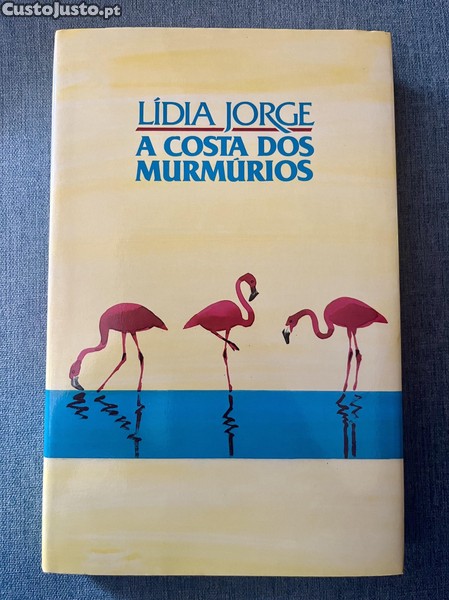 CustoJusto.pt
LÍDIA JORGE
A COSTA DOS
MURMÚRIOS